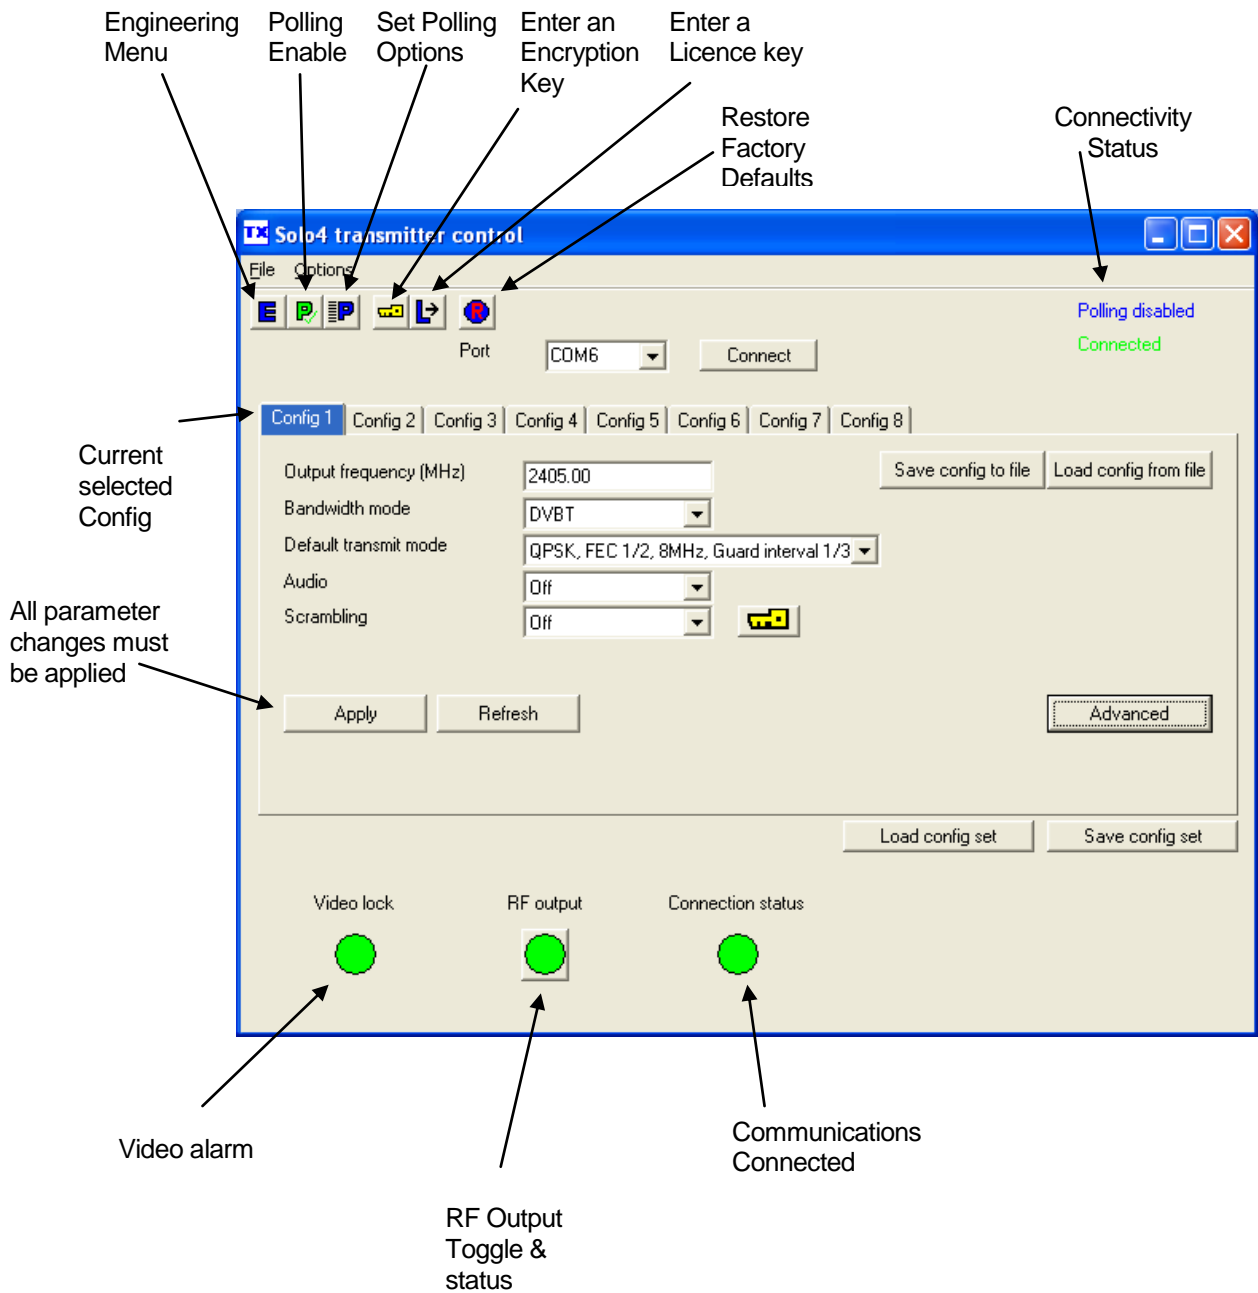 Engineering
Menu
Polling
Enable
Set Polling
Options
Enter an
Encryption
Key
Enter a
Licence key
Restore
Factory
Defaults
Connectivity
Status
TX Solo4 transmitter control
File Options
E P P L R
Polling disabled
Port COM6 Connect
Connected
Config 1 Config 2 Config 3 Config 4 Config 5 Config 6 Config 7 Config 8
Current
selected
Config
Output frequency (MHz) 2405.00 Save config to file Load config from file
Bandwidth mode DVBT
Default transmit mode QPSK, FEC 1/2, 8MHz, Guard interval 1/3
Audio Off
Scrambling Off
All parameter
changes must
be applied
Apply Refresh Advanced
Load config set Save config set
Video lock RF output Connection status
Video alarm
RF Output
Toggle &
status
Communications
Connected